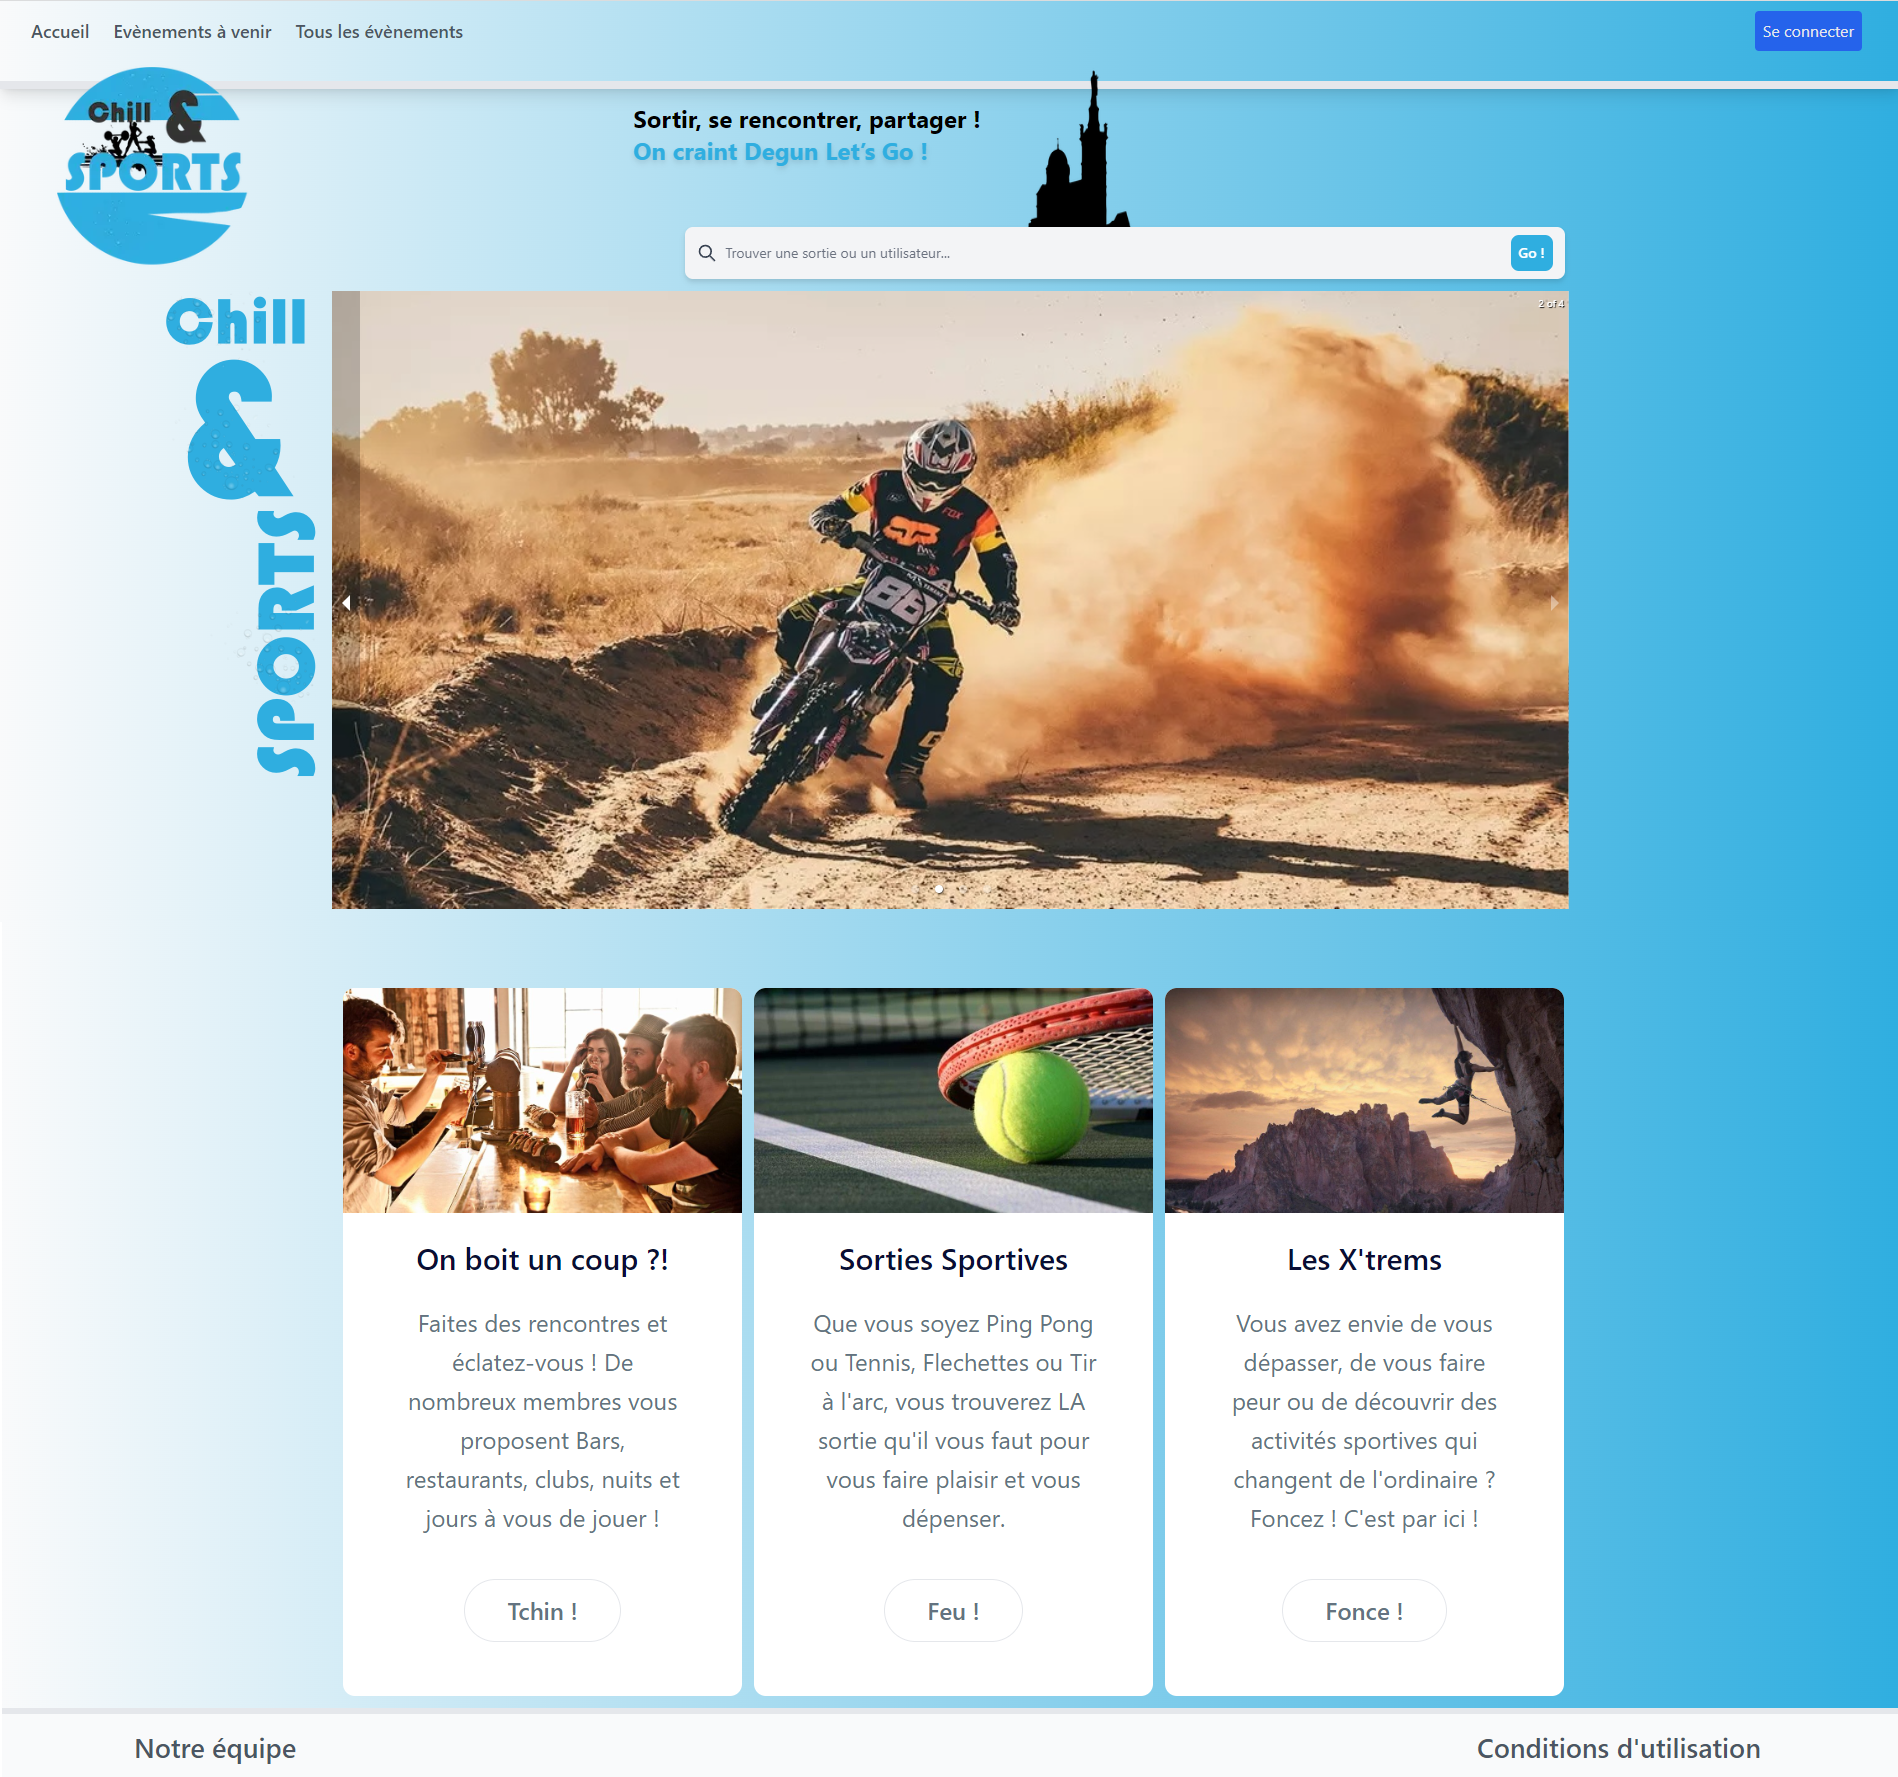 Accueil Evènements à venir Tous les évènements Se connecter
Chill &
SPORTS
Sortir, se rencontrer, partager !
On craint Degun Let’s Go !
Trouver une sortie ou un utilisateur... Go !
Chill
&
SPORTS
2 of 4
FOX
86
On boit un coup ?!
Faites des rencontres et
éclatez-vous ! De
nombreux membres vous
proposent Bars,
restaurants, clubs, nuits et
jours à vous de jouer !
Tchin !
Sorties Sportives
Que vous soyez Ping Pong
ou Tennis, Flechettes ou Tir
à l'arc, vous trouverez LA
sortie qu'il vous faut pour
vous faire plaisir et vous
dépenser.
Feu !
Les X'trems
Vous avez envie de vous
dépasser, de vous faire
peur ou de découvrir des
activités sportives qui
changent de l'ordinaire ?
Foncez ! C'est par ici !
Fonce !
Notre équipe Conditions d'utilisation